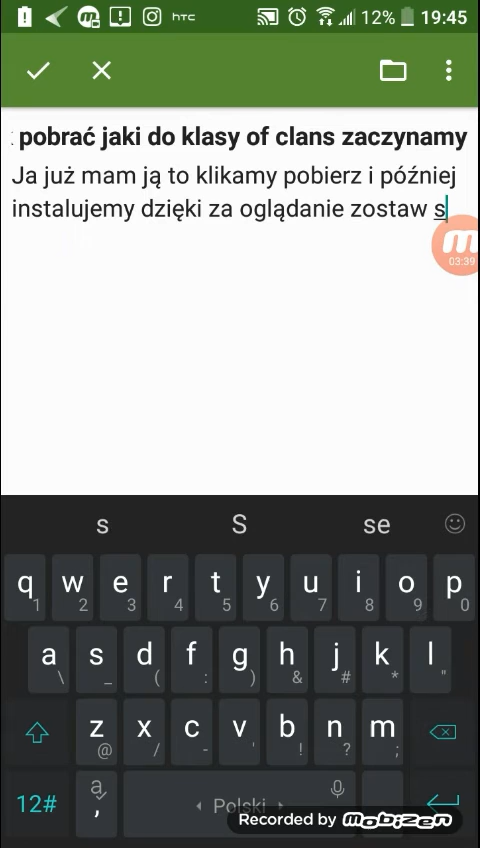 hTC 12% 19:45
pobrać jaki do klasy of clans zaczynamy
Ja już mam ją to klikamy pobierz i później
instalujemy dzięki za oglądanie zostaw s
03:39
s S se
q w e r t y u i o p
1 2 3 4 5 6 7 8 9 0
a s d f g h j k l
\ _ ( : ) & # * "
z x c v b n m
@ / - ' ! ? ;
12# a , Polski
Recorded by mobizen